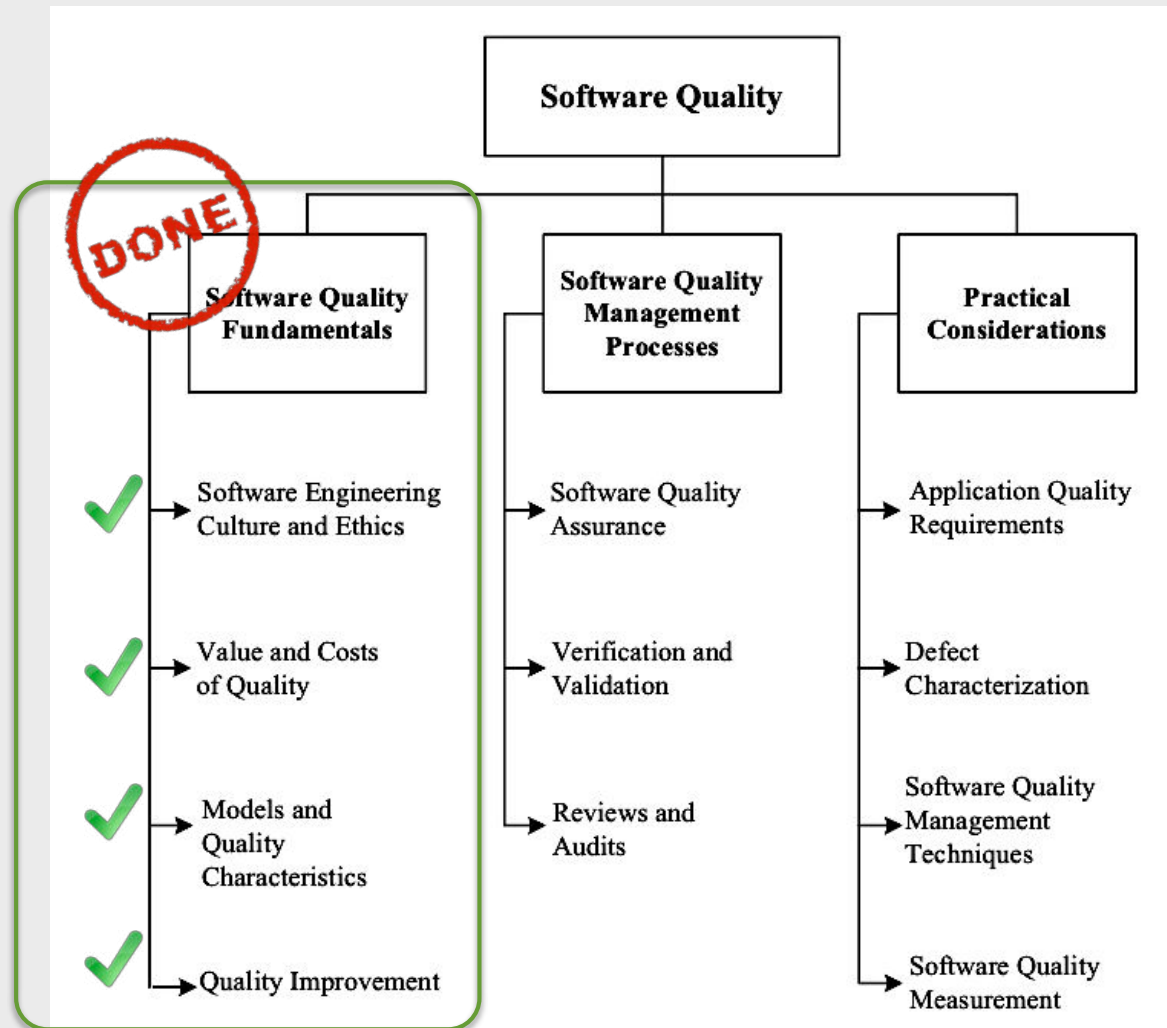 Software Quality
DONE
Software Quality
Fundamentals
Software Engineering
Culture and Ethics
Value and Costs
of Quality
Models and
Quality
Characteristics
Quality Improvement
Software Quality
Management
Processes
Software Quality
Assurance
Verification and
Validation
Reviews and
Audits
Practical
Considerations
Application Quality
Requirements
Defect
Characterization
Software Quality
Management
Techniques
Software Quality
Measurement